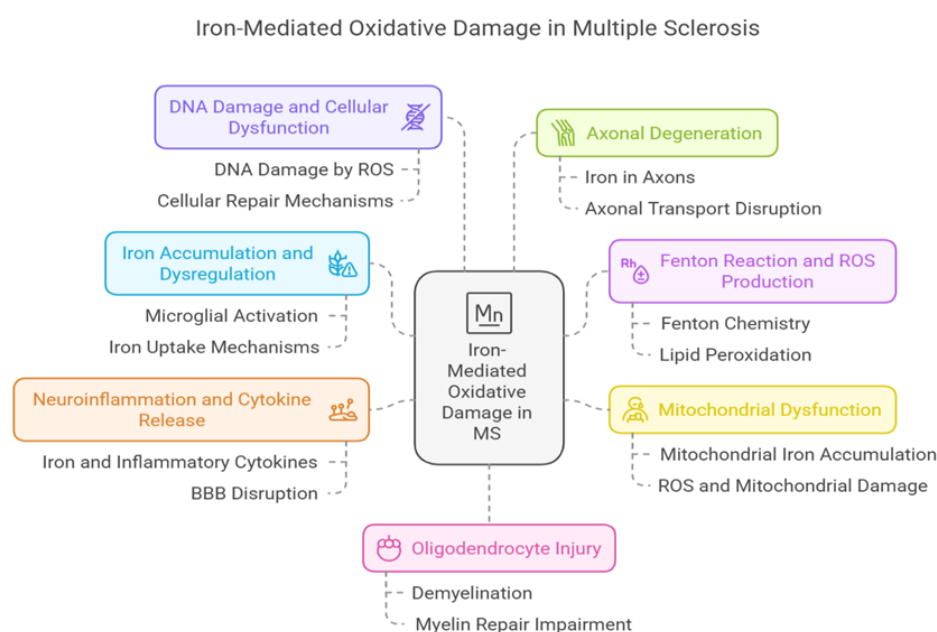 Iron-Mediated Oxidative Damage in Multiple Sclerosis
DNA Damage and Cellular
Dysfunction
DNA Damage by ROS
Cellular Repair Mechanisms
Iron Accumulation and
Dysregulation
Microglial Activation
Iron Uptake Mechanisms
Neuroinflammation and Cytokine
Release
Iron and Inflammatory Cytokines
BBB Disruption
Mn
Iron-
Mediated
Oxidative
Damage in
MS
Axonal Degeneration
Iron in Axons
Axonal Transport Disruption
Rh
Fenton Reaction and ROS
Production
Fenton Chemistry
Lipid Peroxidation
Mitochondrial Dysfunction
Mitochondrial Iron Accumulation
ROS and Mitochondrial Damage
Oligodendrocyte Injury
Demyelination
Myelin Repair Impairment